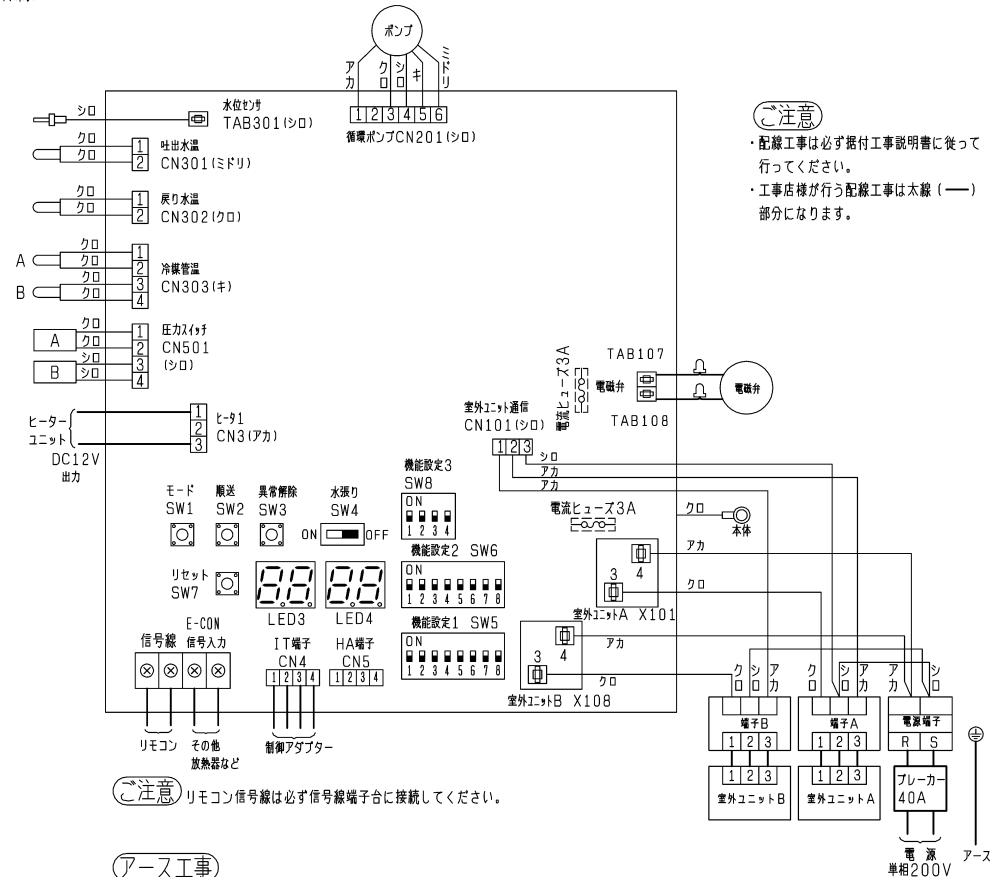 ポンプ
アカ
クロ
シロ
キ
ミドリ
1 2 3 4 5 6
循環ポンプCN201(シロ)
シロ
水位センサ
TAB301(シロ)
クロ
クロ
1
2
吐出水温
CN301(ミドリ)
クロ
クロ
1
2
戻り水温
CN302(クロ)
A
B
クロ
クロ
クロ
クロ
1
2
3
4
冷媒管温
CN303(キ)
A
B
クロ
クロ
シロ
シロ
1
2
3
4
圧力スイッチ
CN501
(シロ)
ヒーター
ユニット
DC12V
出力
1
2
3
ヒータ1
CN3(アカ)
ご注意
・配線工事は必ず据付工事説明書に従って
行ってください。
・工事店様が行う配線工事は太線(━━)
部分になります。
電流ヒューズ3A
TAB107
電磁弁
TAB108
電磁弁
室外ユニット通信
CN101(シロ)
1 2 3
シロ
アカ
アカ
電流ヒューズ3A
クロ
本体
モード
SW1
順送
SW2
異常解除
SW3
水張り
SW4
ON
OFF
機能設定3
SW8
ON
1 2 3 4
機能設定2 SW6
ON
1 2 3 4 5 6 7 8
機能設定1 SW5
ON
1 2 3 4 5 6 7 8
リセット
SW7
88
LED3
88
LED4
E-CON
信号線
信号入力
リモコン
その他
放熱器など
IT端子
CN4
1 2 3 4
制御アダプター
HA端子
CN5
1 2 3 4
4
3
室外ユニットA X101
アカ
クロ
4
3
室外ユニットB X108
アカ
クロ
クロ
シロ
アカ
クロ
シロ
アカ
アカ
シロ
端子B
1 2 3
1 2 3
室外ユニットB
端子A
1 2 3
1 2 3
室外ユニットA
電源端子
R S
ブレーカー
40A
電源
単相200V
アース
ご注意
リモコン信号線は必ず信号線端子台に接続してください。
アース工事